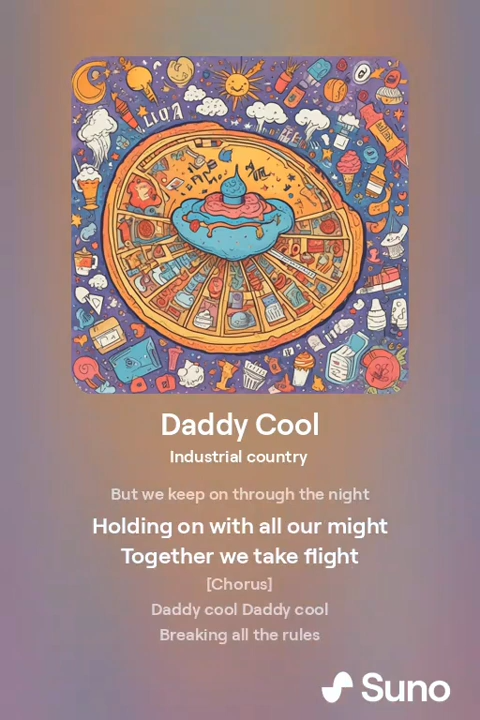 Daddy Cool
Industrial country
But we keep on through the night
Holding on with all our might
Together we take flight
[Chorus]
Daddy cool Daddy cool
Breaking all the rules
Suno